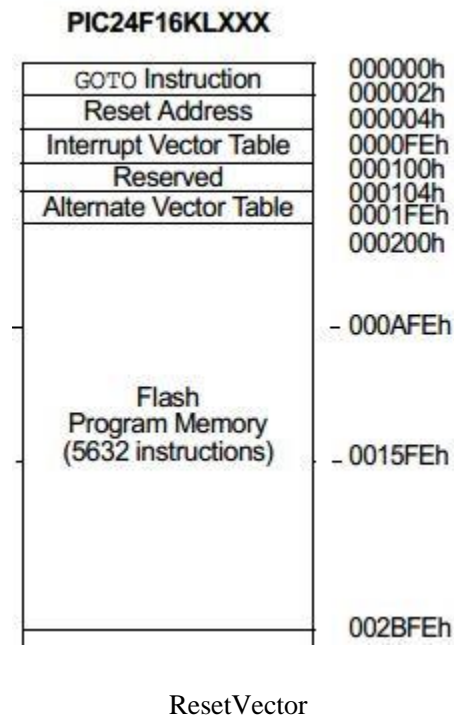 PIC24F16KLXXX
GOTO Instruction
000000h
000002h
Reset Address
000004h
Interrupt Vector Table
0000FEh
Reserved
000100h
000104h
Alternate Vector Table
0001FEh
000200h
000AFEh
Flash
Program Memory
(5632 instructions)
0015FEh
002BFEh
ResetVector